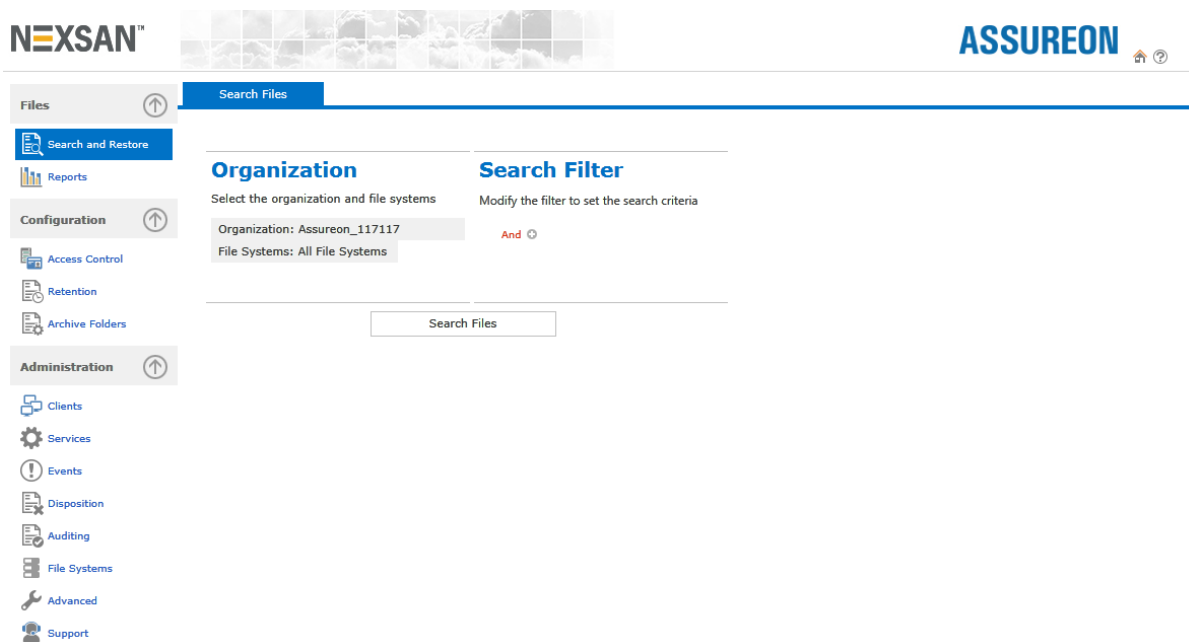 NEXSAN™
ASSUREON
Files
Search and Restore
Reports
Configuration
Access Control
Retention
Archive Folders
Administration
Clients
Services
Events
Disposition
Auditing
File Systems
Advanced
Support
Search Files
Organization
Select the organization and file systems
Organization: Assureon_117117
File Systems: All File Systems
Search Filter
Modify the filter to set the search criteria
And
Search Files